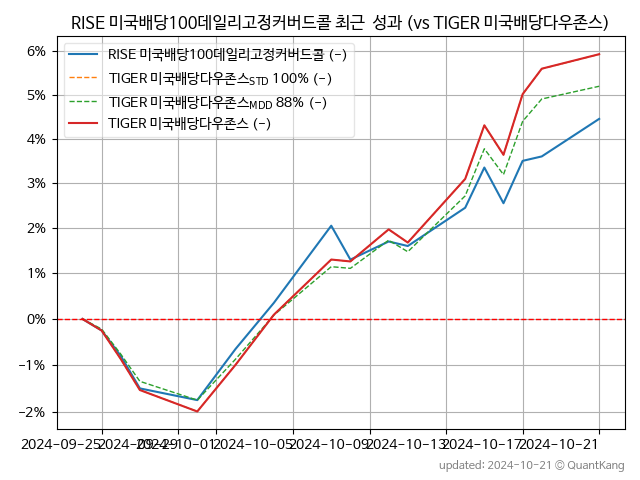 RISE 미국배당100데일리고정커버드콜 최근 성과 (vs TIGER 미국배당다우존스)
6%
5%
4%
3%
2%
1%
0%
−1%
−2%
RISE 미국배당100데일리고정커버드콜 (-)
TIGER 미국배당다우존스STD 100% (-)
TIGER 미국배당다우존스MDD 88% (-)
TIGER 미국배당다우존스 (-)
2024-09-25 2024-09-29 2024-10-01 2024-10-05 2024-10-09 2024-10-13 2024-10-17 2024-10-21
updated: 2024-10-21 © QuantKang